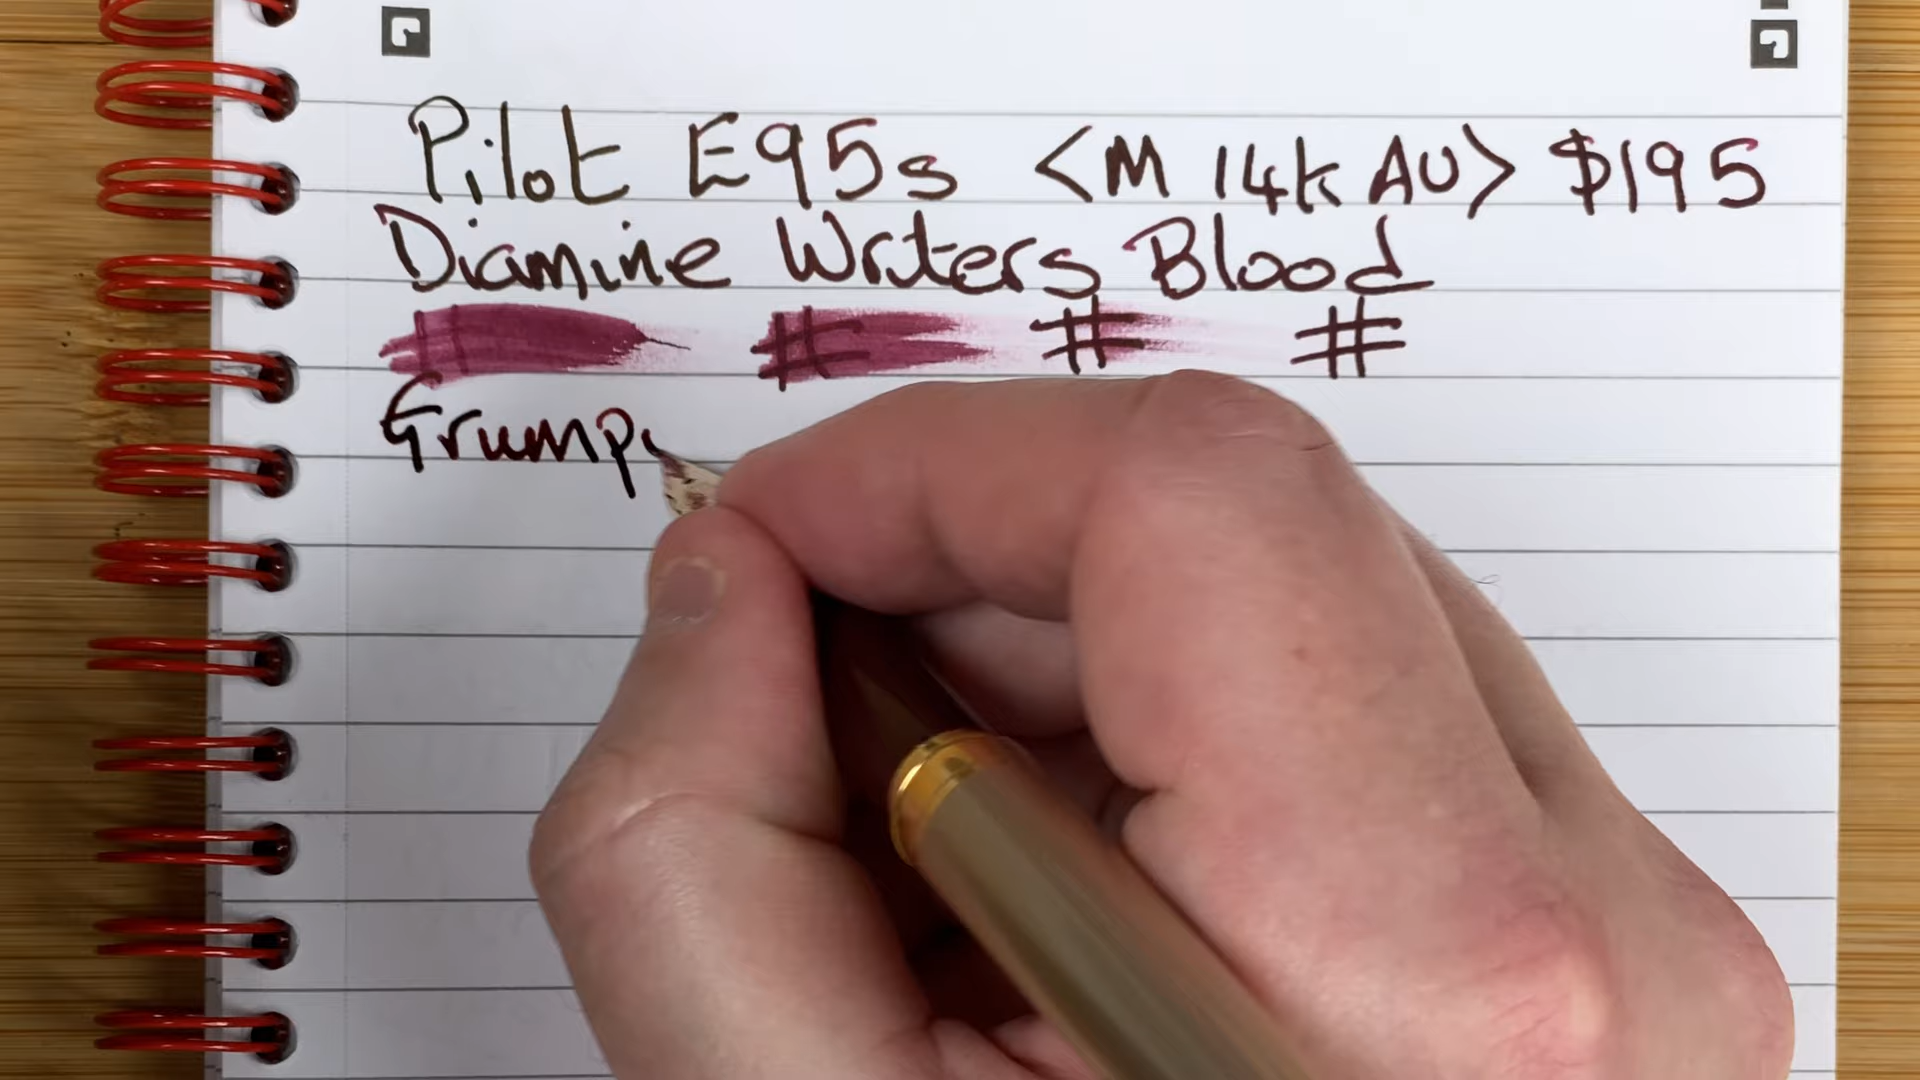 Pilot E95s <M 14k AU> $195
Diamine Writers Blood
# # # #
Grump